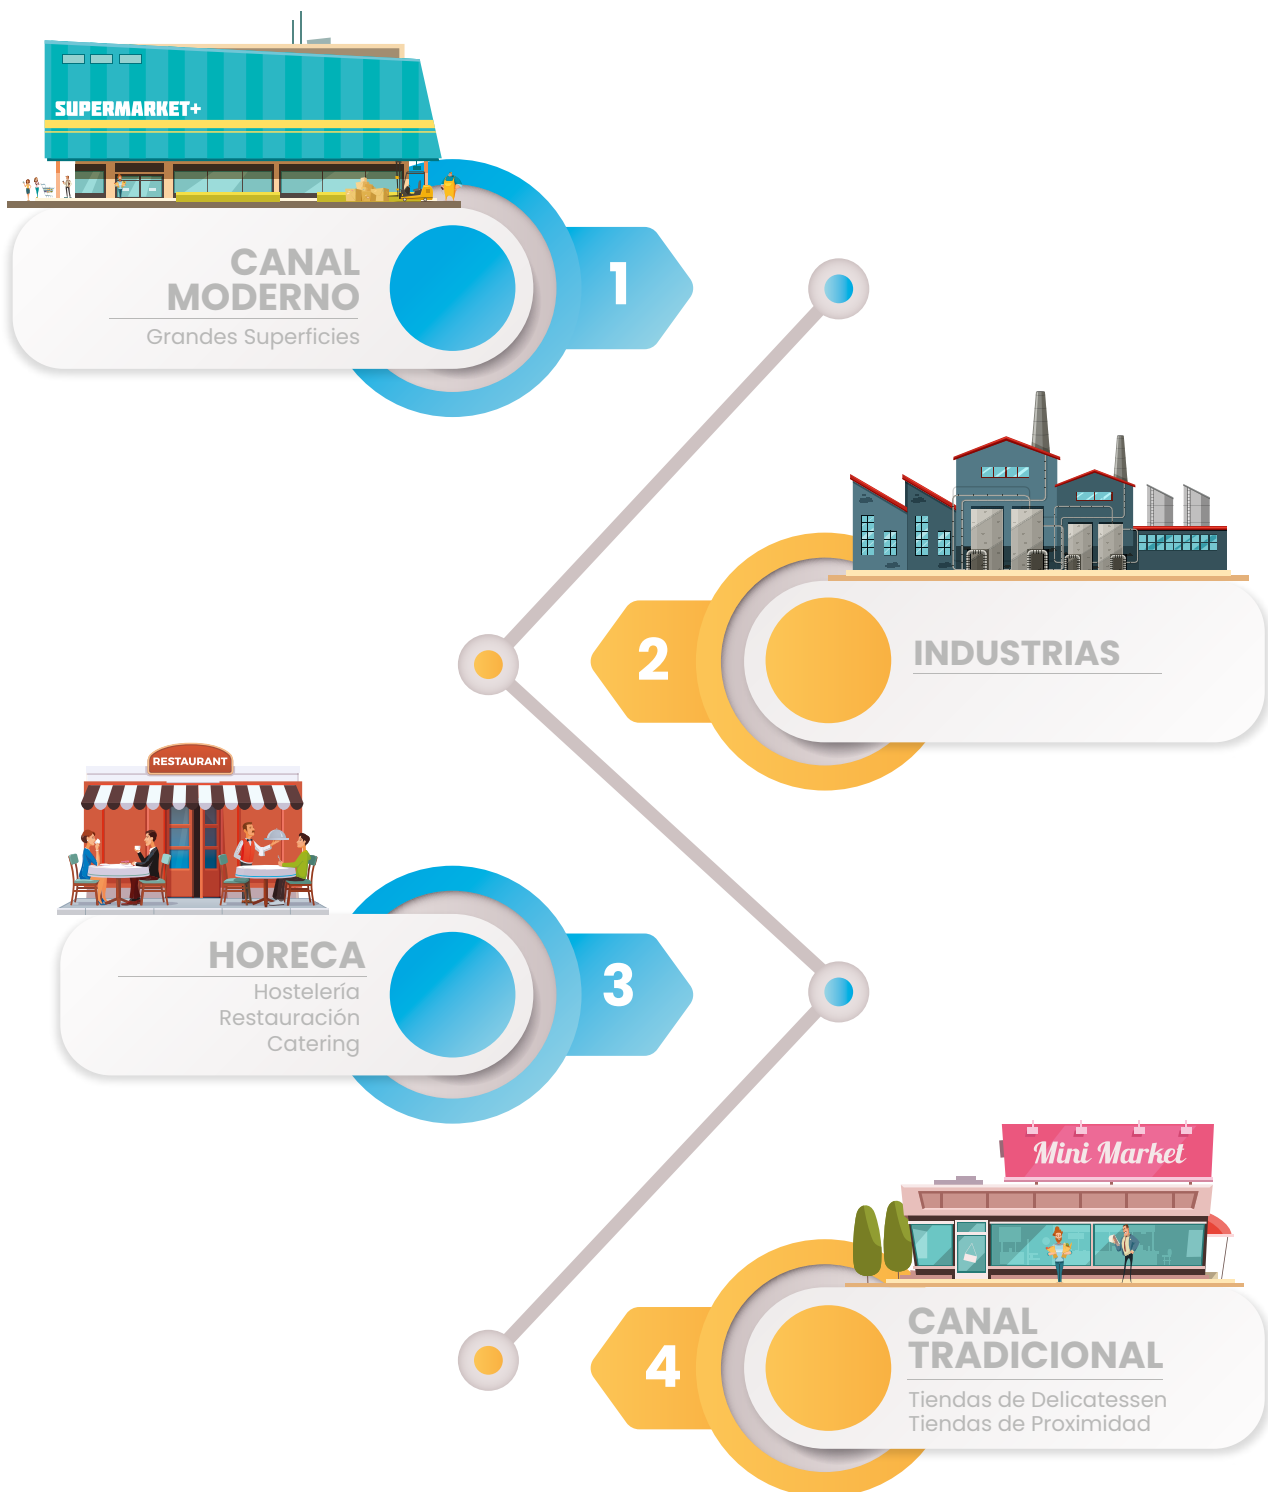 SUPERMARKET+
CANAL
MODERNO
Grandes Superficies
1
2
INDUSTRIAS
RESTAURANT
HORECA
Hostelería
Restauración
Catering
3
Mini Market
4
CANAL
TRADICIONAL
Tiendas de Delicatessen
Tiendas de Proximidad